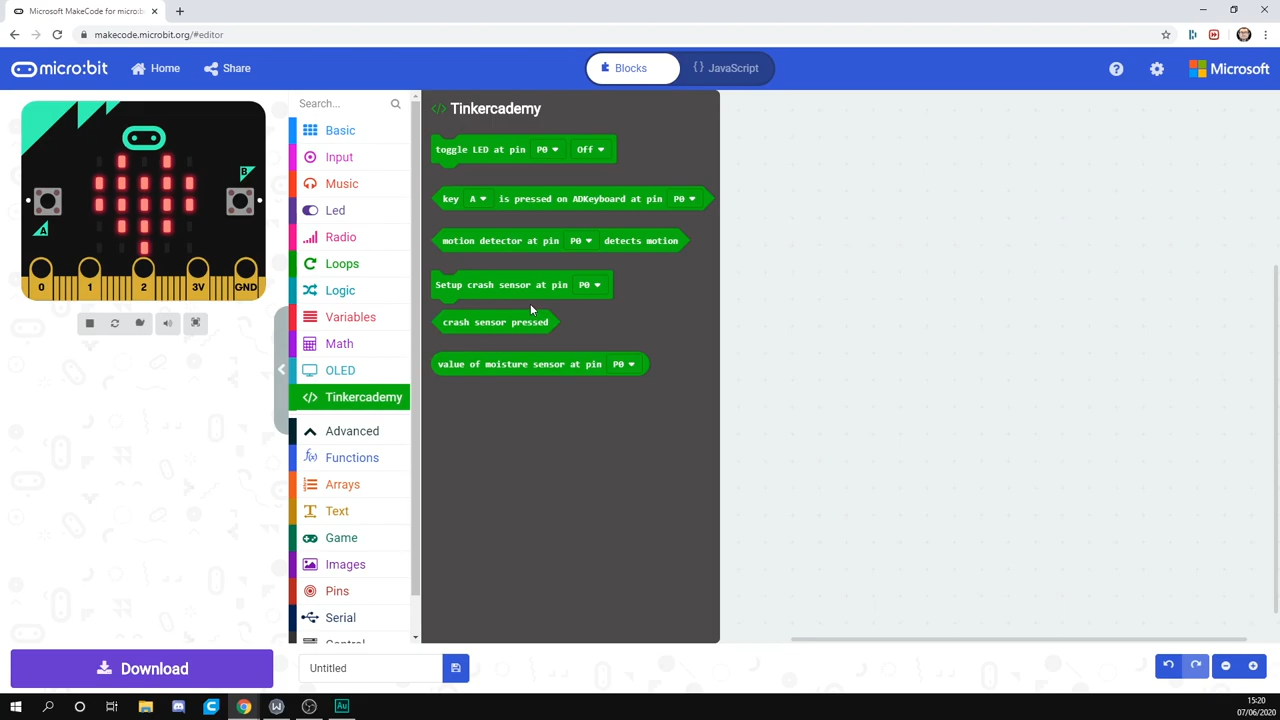 Microsoft MakeCode for micro:bit
makecode.microbit.org/#editor
micro:bit
Home
Share
Blocks
{ } JavaScript
?
Microsoft
A
B
0 1 2 3V GND
Search...
Basic
Input
Music
Led
Radio
Loops
Logic
Variables
Math
OLED
Tinkercademy
Advanced
Functions
Arrays
Text
Game
Images
Pins
Serial
Control
Tinkercademy
toggle LED at pin P0 Off
key A is pressed on ADKeyboard at pin P0
motion detector at pin P0 detects motion
Setup crash sensor at pin P0
crash sensor pressed
value of moisture sensor at pin P0
Download
Untitled
Au
15:20
07/06/2020